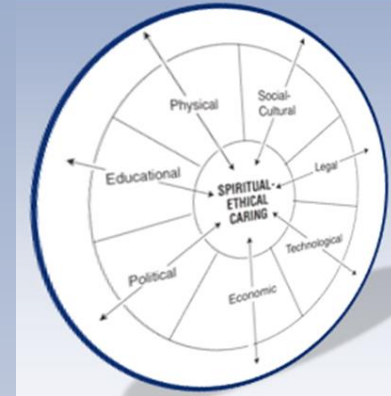 Physical
Social-
Cultural
Educational
Legal
SPIRITUAL-
ETHICAL
CARING
Technological
Political
Economic